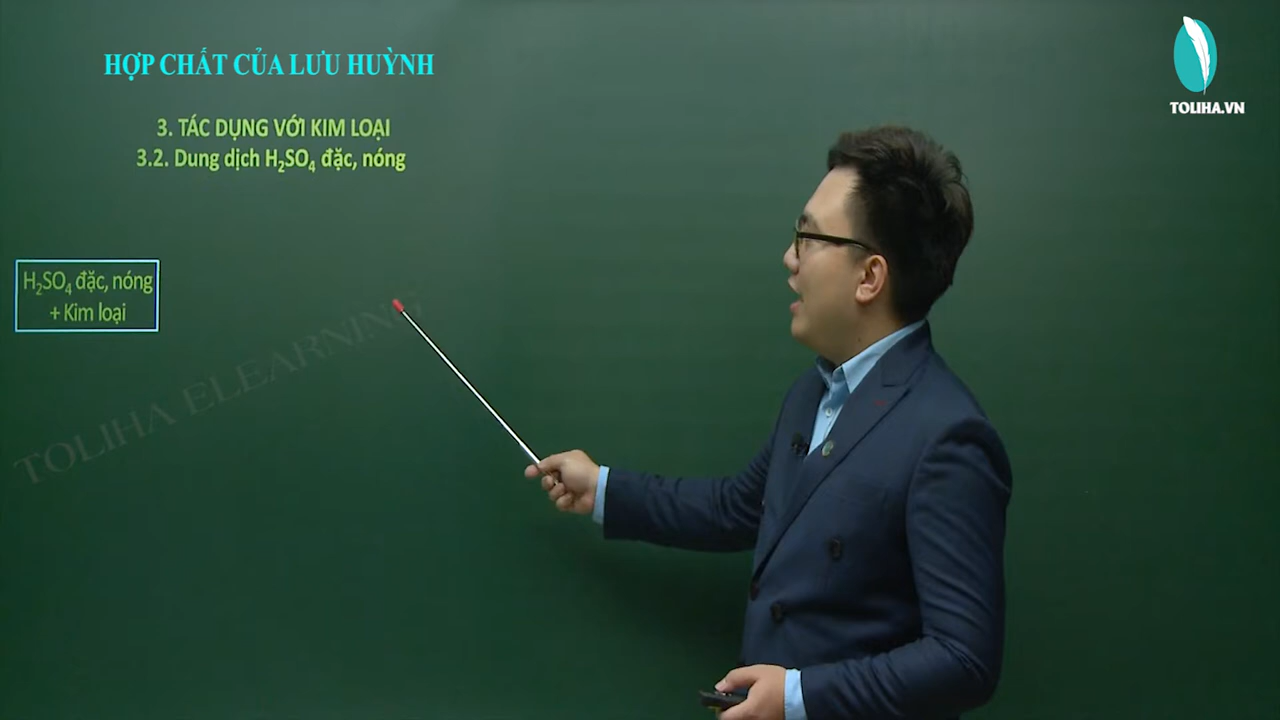 HỢP CHẤT CỦA LƯU HUỲNH
TOLIHA.VN
3. TÁC DỤNG VỚI KIM LOẠI
3.2. Dung dịch H₂SO₄ đặc, nóng
H₂SO₄ đặc, nóng
+ Kim loại
TOLIHA ELEARNING